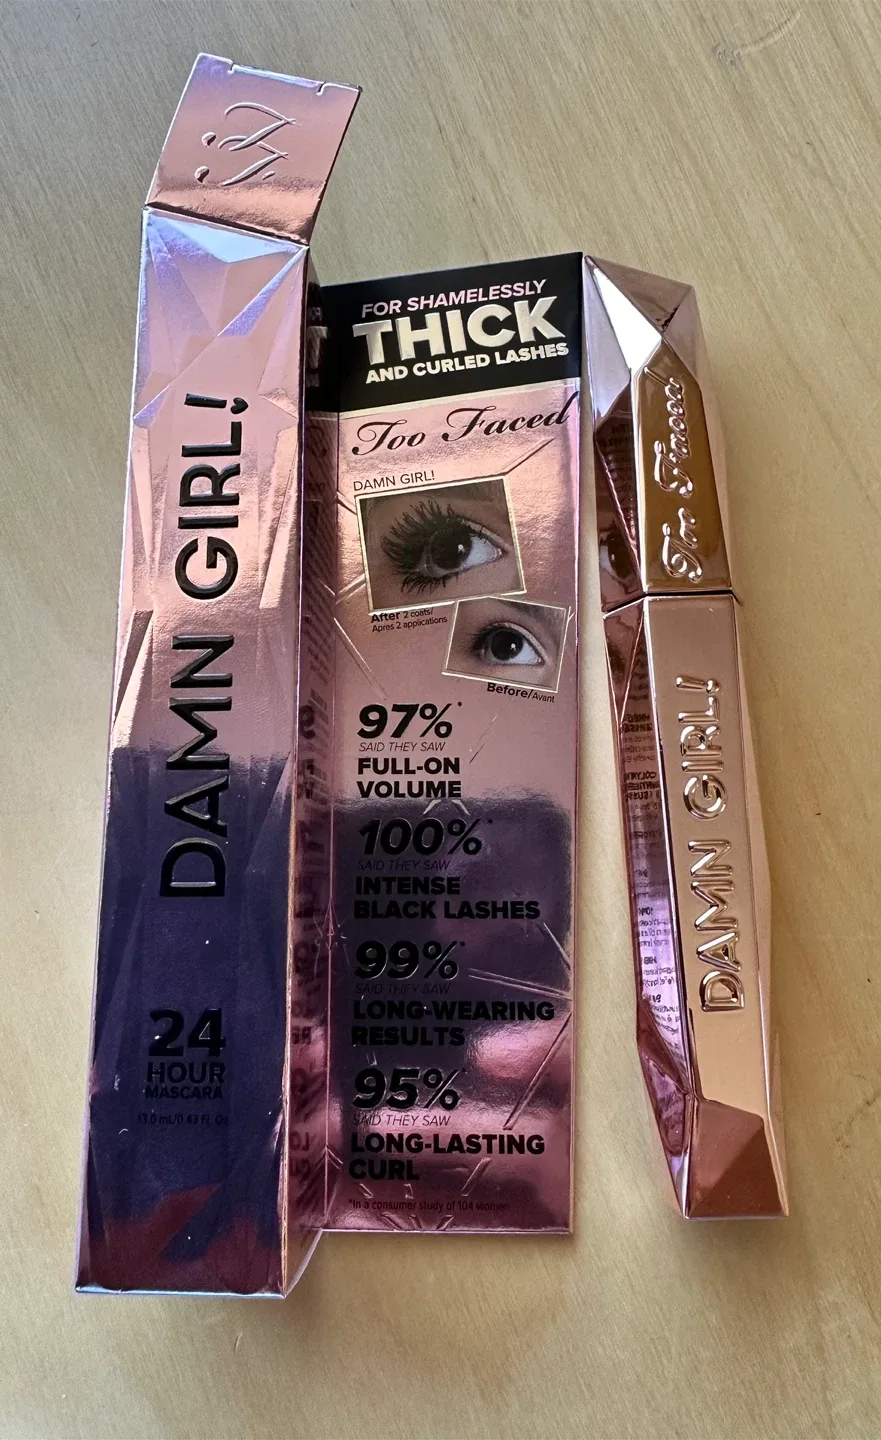 DAMN GIRL!
24
HOUR
MASCARA
13.0 mL/0.43 Fl. Oz
FOR SHAMELESSLY
THICK
AND CURLED LASHES
Too Faced
DAMN GIRL!
After 2 coats/
Apres 2 applications
Before/Avant
97%*
SAID THEY SAW
FULL-ON
VOLUME
100%*
SAID THEY SAW
INTENSE
BLACK LASHES
99%*
SAID THEY SAW
LONG-WEARING
RESULTS
95%*
SAID THEY SAW
LONG-LASTING
CURL
*In a consumer study of 104 women
Too Faced
DAMN GIRL!